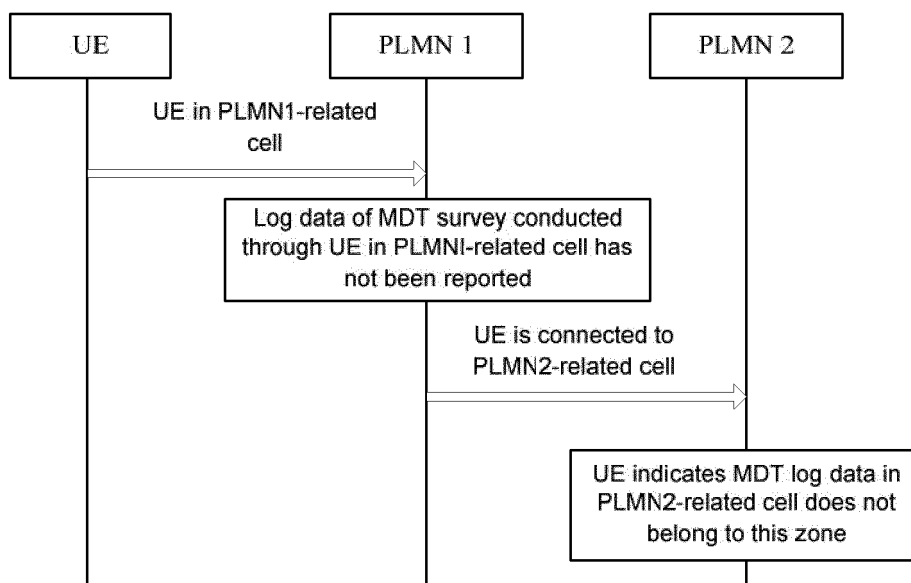 UE
PLMN 1
PLMN 2
UE in PLMN1-related
cell
Log data of MDT survey conducted
through UE in PLMNI-related cell has
not been reported
UE is connected to
PLMN2-related cell
UE indicates MDT log data in
PLMN2-related cell does not
belong to this zone